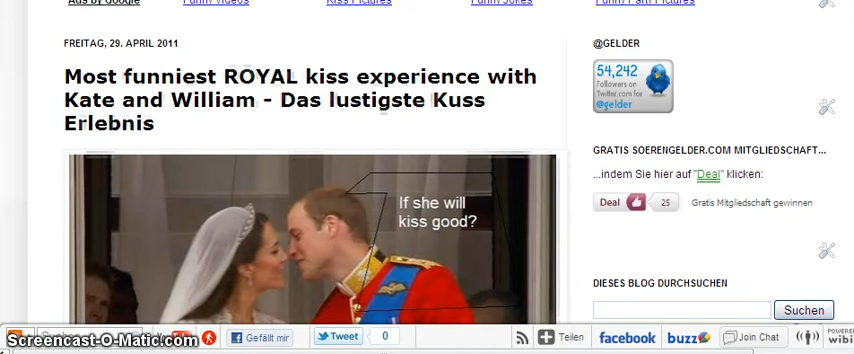 Ads by Google
Funny Videos
Kiss Pictures
Funny Jokes
Funny Party Pictures
FREITAG, 29. APRIL 2011
Most funniest ROYAL kiss experience with
Kate and William - Das lustigste Kuss
Erlebnis
If she will
kiss good?
@GELDER
54,242
Followers on
Twitter.com for
@gelder
GRATIS SOERENGELDER.COM MITGLIEDSCHAFT...
...indem Sie hier auf "Deal" klicken:
Deal 25 Gratis Mitgliedschaft gewinnen
DIESES BLOG DURCHSUCHEN
Suchen
Gefällt mir
Tweet 0
Teilen
facebook
buzz
Join Chat
POWERED
wibi
Screencast-O-Matic.com